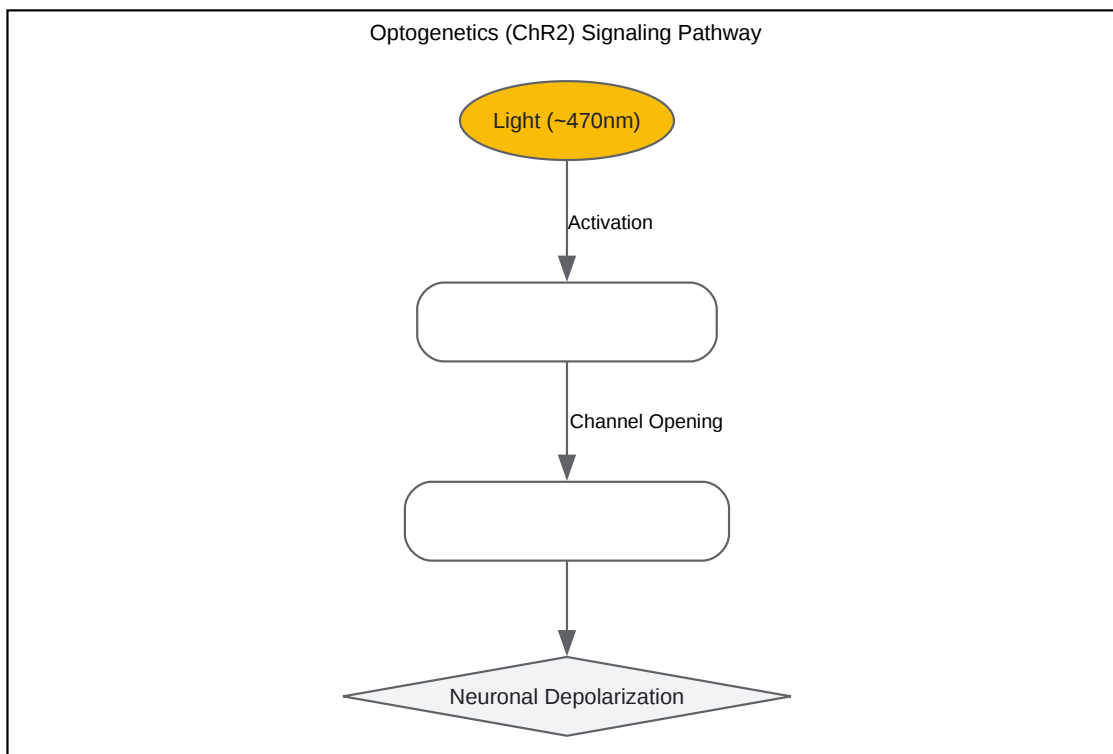 Optogenetics (ChR2) Signaling Pathway
Light (~470nm)
Activation
Channel Opening
Neuronal Depolarization